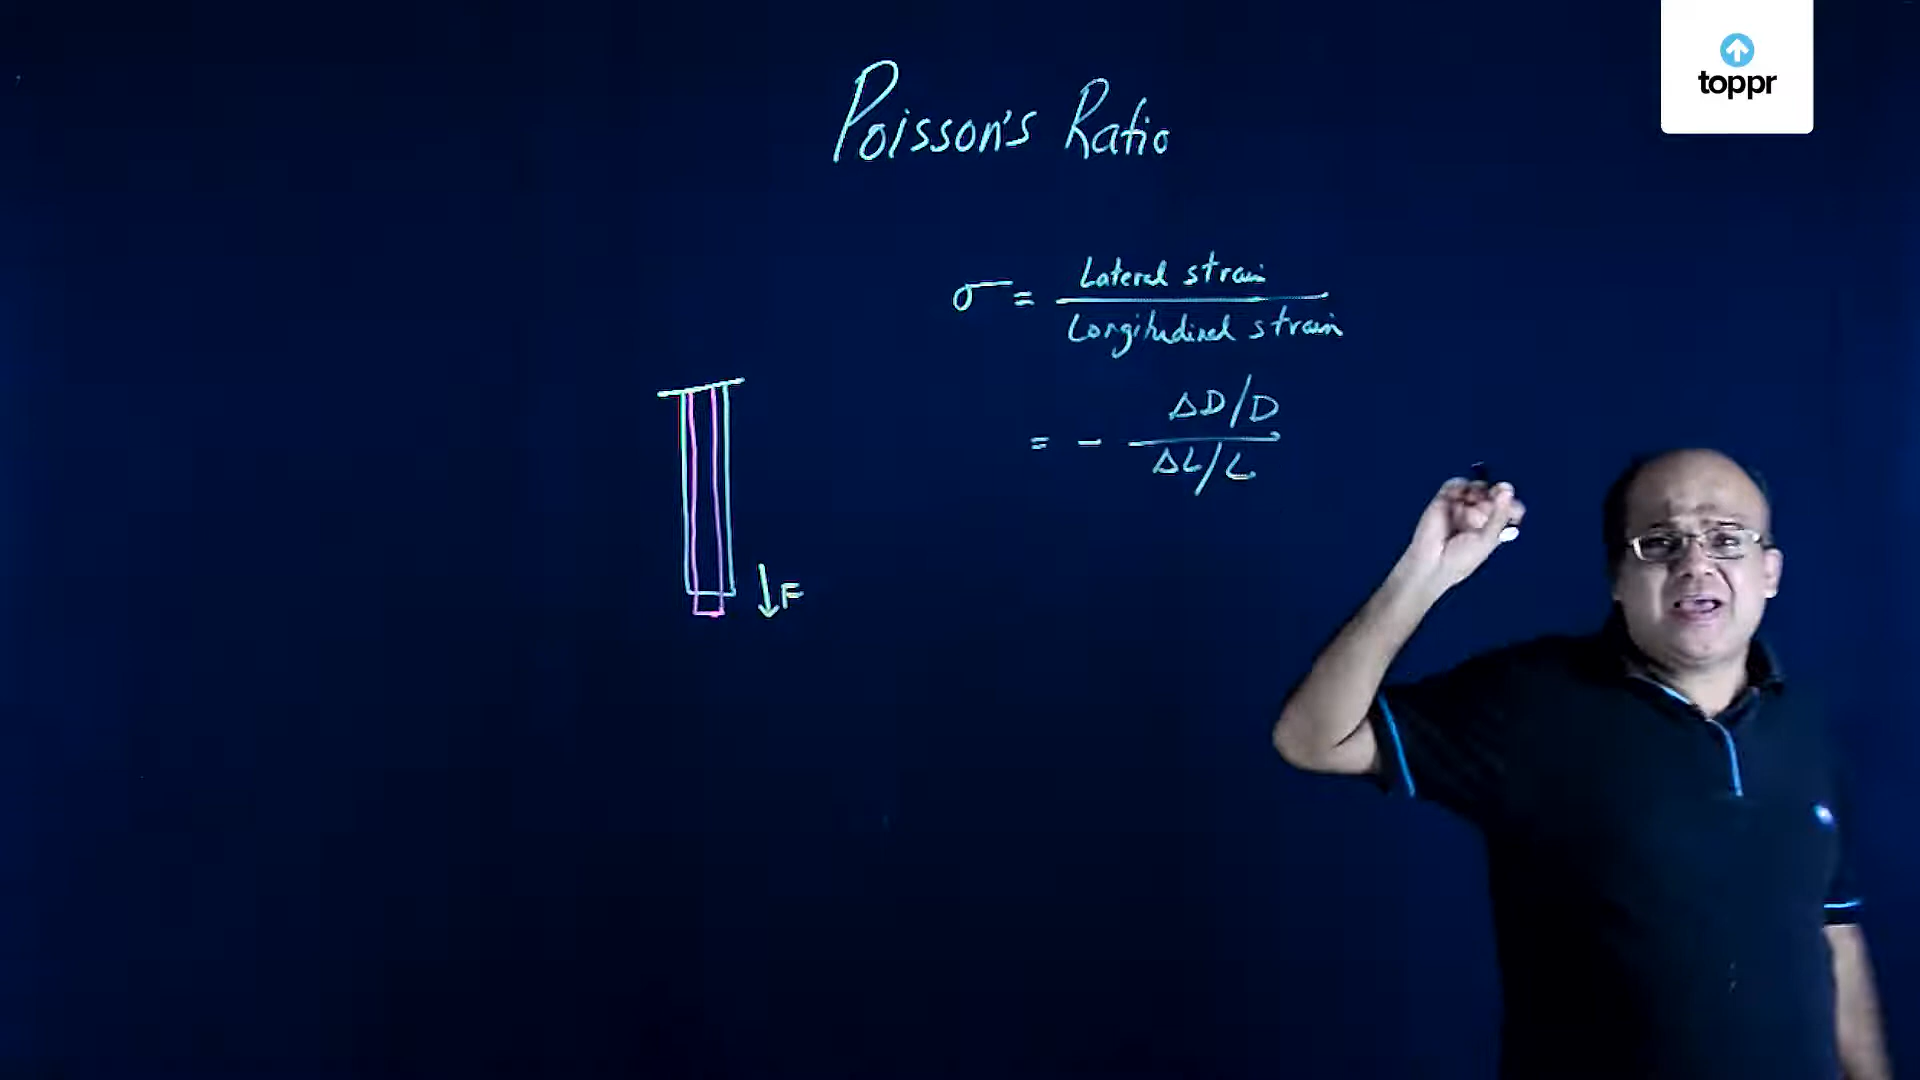 toppr
Poisson's Ratio
σ = Lateral strain / Longitudinal strain
= - ΔD/D / ΔL/L
F